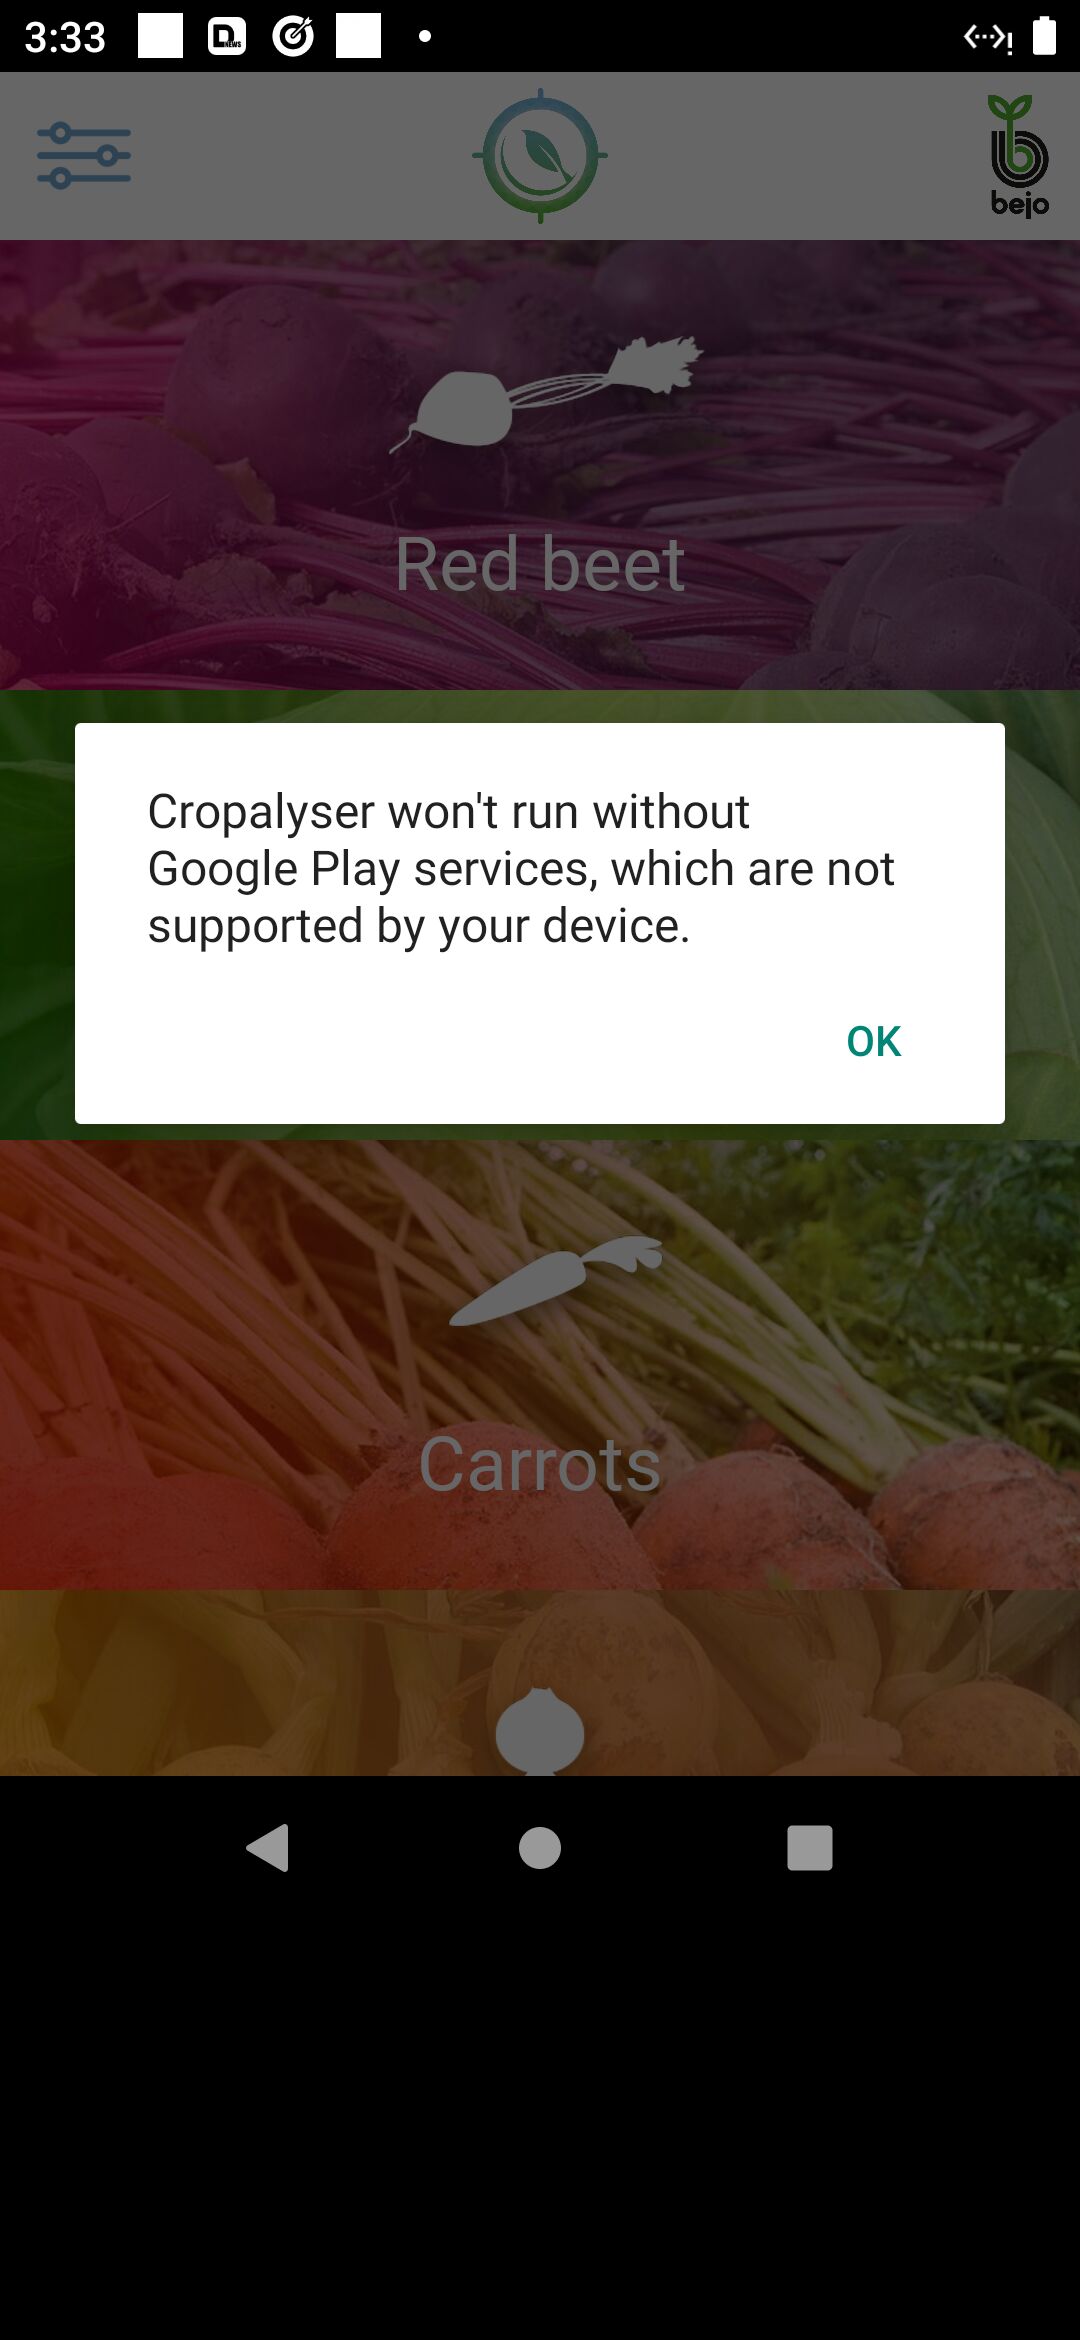 3:33
D NEWS
bejo
Red beet
Cropalyser won't run without
Google Play services, which are not
supported by your device.
OK
Carrots